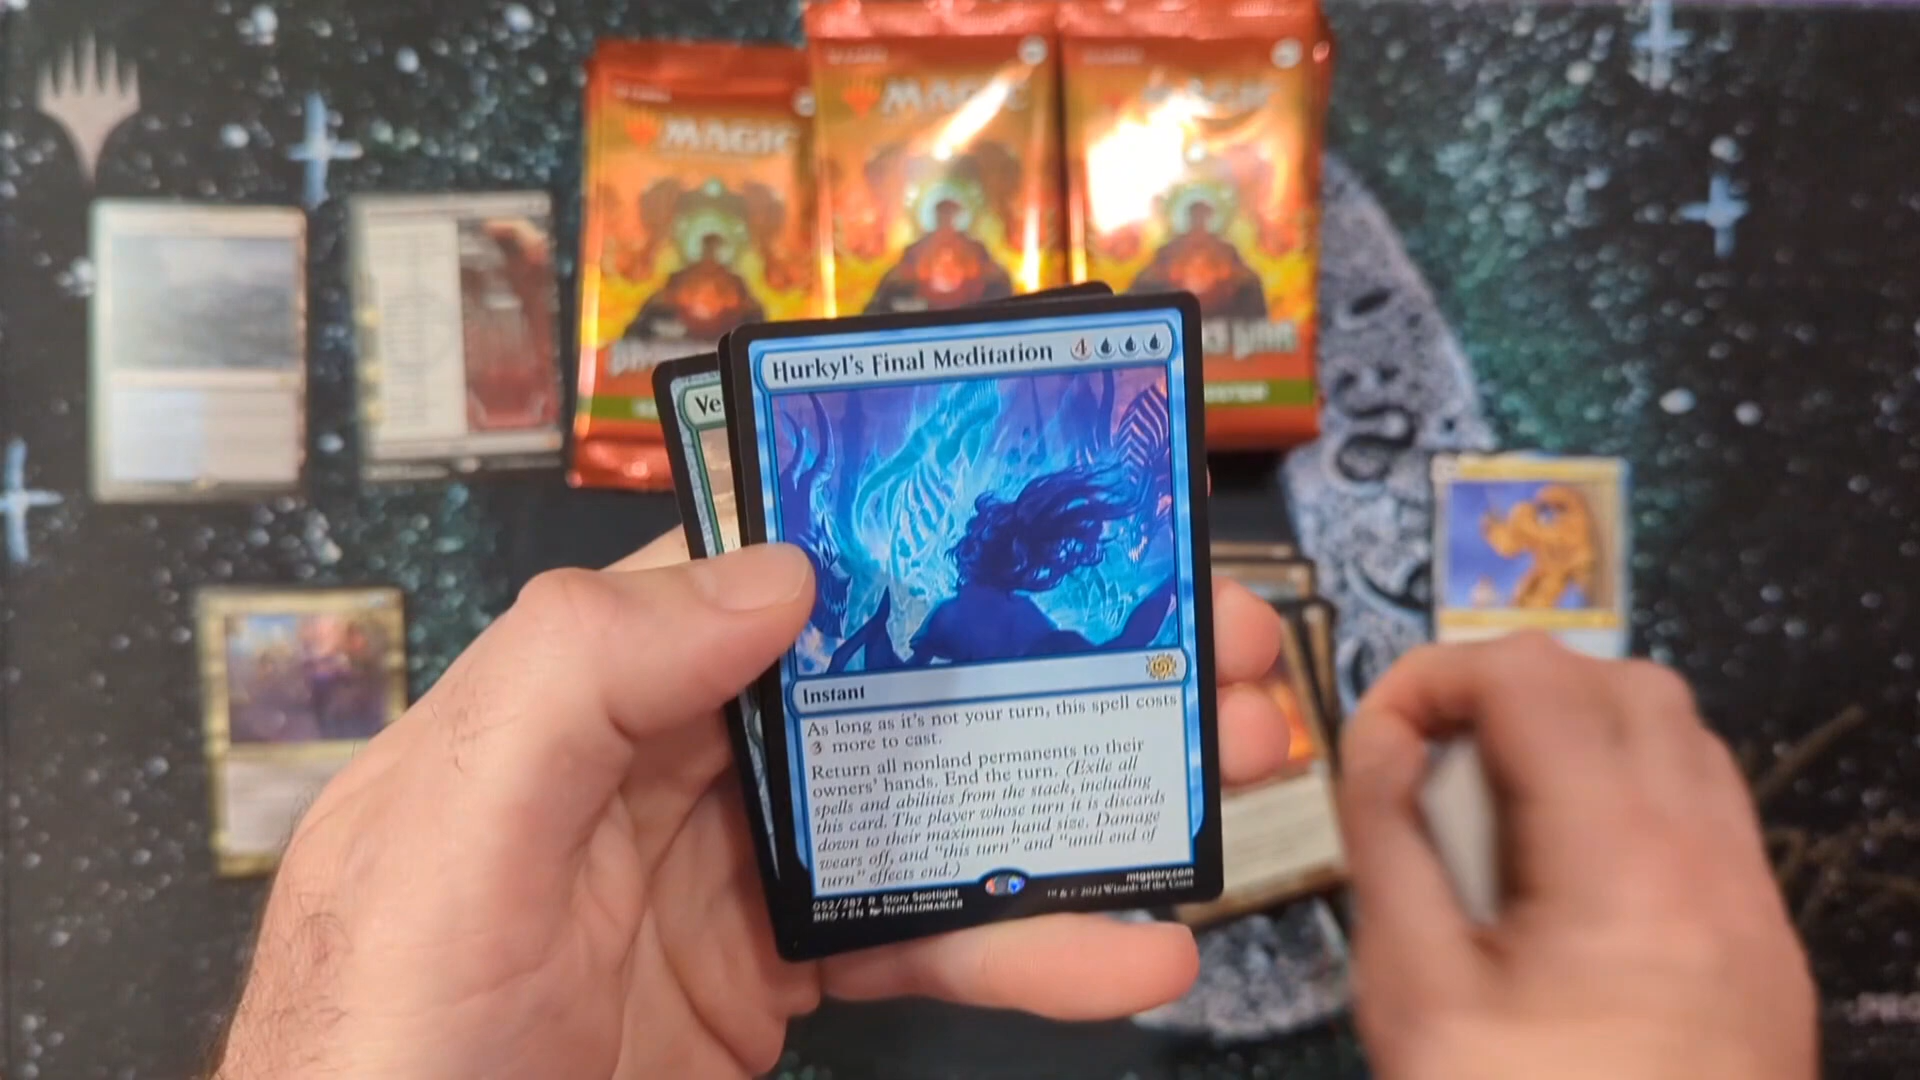 MAGIC
MAGIC
MAGIC
Hurkyl's Final Meditation 4
Ve
Instant
As long as it's not your turn, this spell costs
3 more to cast.
Return all nonland permanents to their
owners' hands. End the turn. (Exile all
spells and abilities from the stack, including
this card. The player whose turn it is discards
down to their maximum hand size. Damage
wears off, and "this turn" and "until end of
turn" effects end.)
052/287 R Story Spotlight
BRO • EN NEPHELOMANCER
mtgstory.com
™ & © 2022 Wizards of the Coast